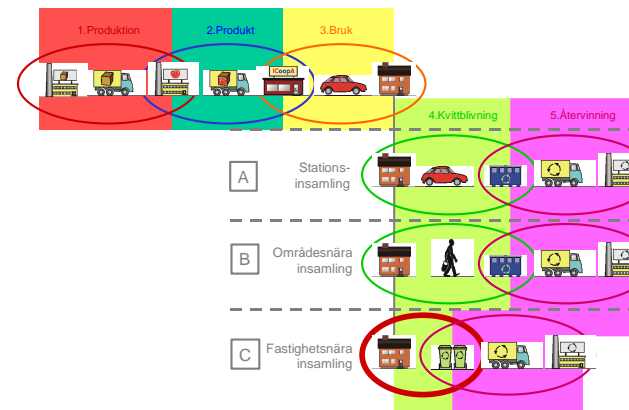 1.Produktion
2.Produkt
3.Bruk
ICoopA
4.Kvittblivning
5.Återvinning
A
Stations-
insamling
B
Områdesnära
insamling
C
Fastighetsnära
insamling